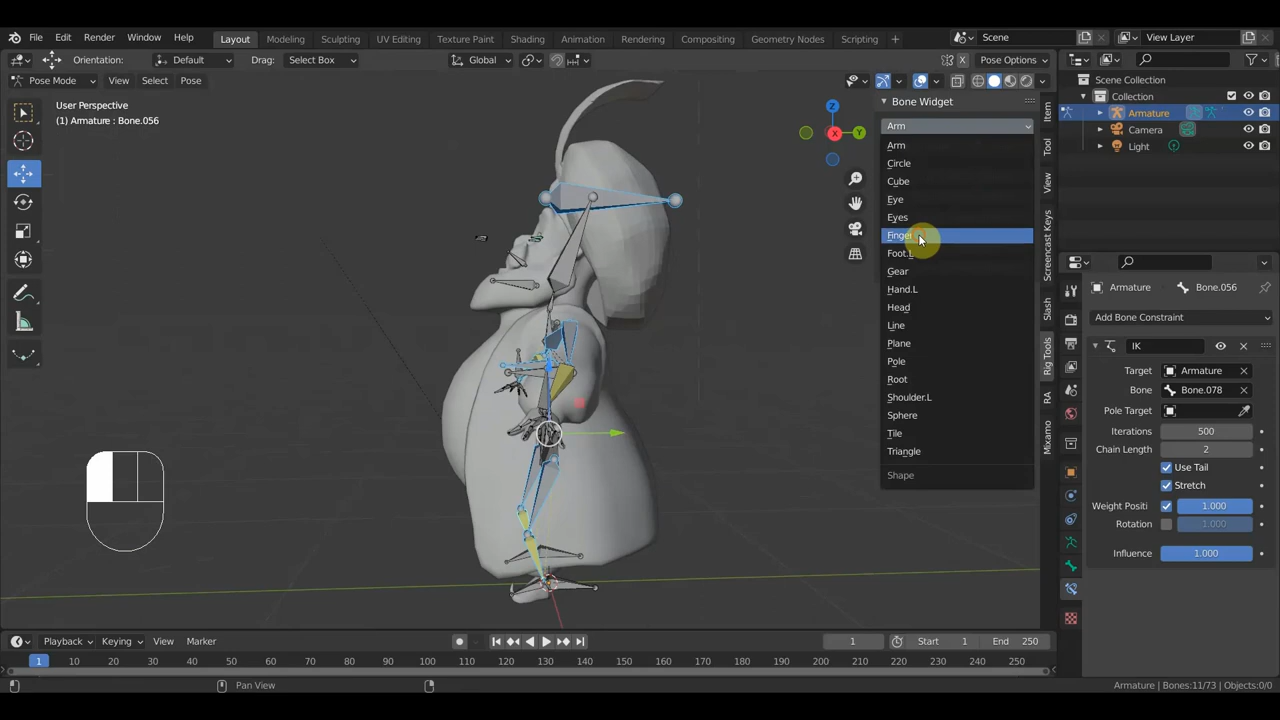 File Edit Render Window Help Layout Modeling Sculpting UV Editing Texture Paint Shading Animation Rendering Compositing Geometry Nodes Scripting + Scene View Layer
Orientation: Default Drag: Select Box Global Pose Options
Pose Mode View Select Pose
User Perspective
(1) Armature : Bone.056
Z
Y
X
Bone Widget
Arm
Arm
Circle
Cube
Eye
Eyes
Finger
Foot.L
Gear
Hand.L
Head
Line
Plane
Pole
Root
Shoulder.L
Sphere
Tile
Triangle
Shape
Item
Tool
View
Screencast Keys
Slash
Rig Tools
RA
Mixamo
Scene Collection
Collection
Armature
Camera
Light
Armature Bone.056
Add Bone Constraint
IK
Target Armature
Bone Bone.078
Pole Target
Iterations 500
Chain Length 2
Use Tail
Stretch
Weight Positi 1.000
Rotation 1.000
Influence 1.000
Playback Keying View Marker 1 Start 1 End 250
1 10 20 30 40 50 60 70 80 90 100 110 120 130 140 150 160 170 180 190 200 210 220 230 240 250
Pan View Armature | Bones:11/73 | Objects:0/0